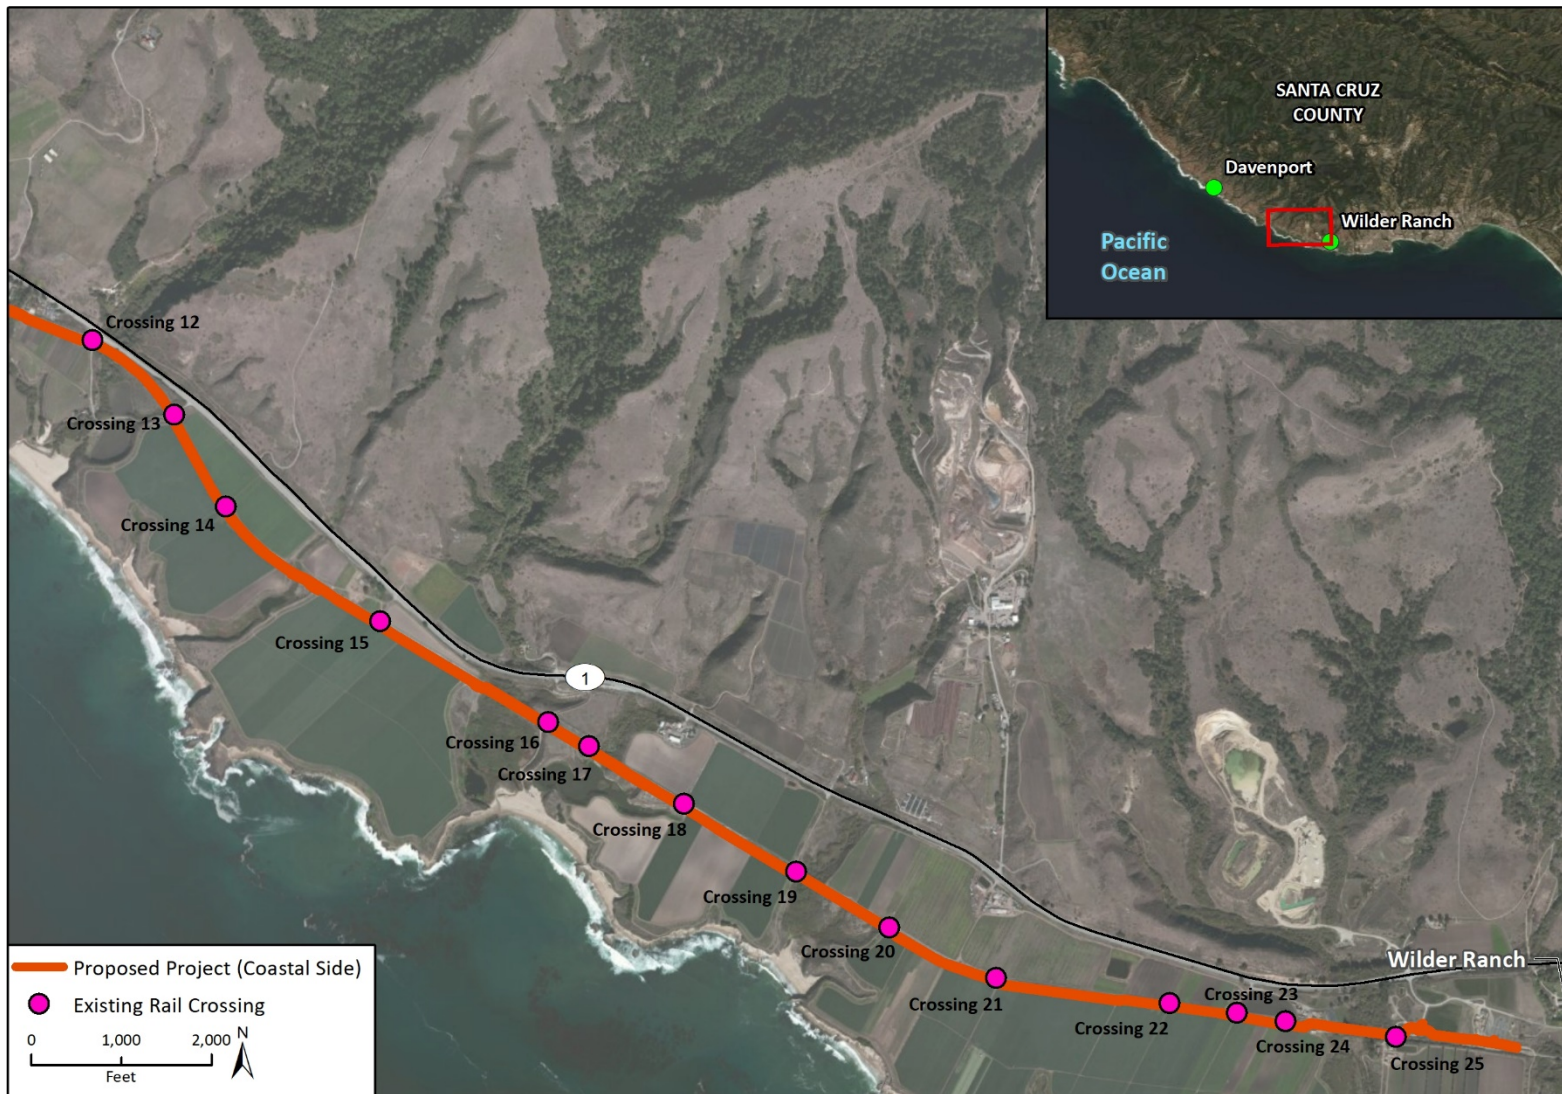 SANTA CRUZ
COUNTY
Davenport
Wilder Ranch
Pacific
Ocean
Crossing 12
Crossing 13
Crossing 14
Crossing 15
1
Crossing 16
Crossing 17
Crossing 18
Crossing 19
Crossing 20
Crossing 21
Crossing 22
Crossing 23
Crossing 24
Crossing 25
Wilder Ranch
Proposed Project (Coastal Side)
Existing Rail Crossing
0 1,000 2,000
Feet
N